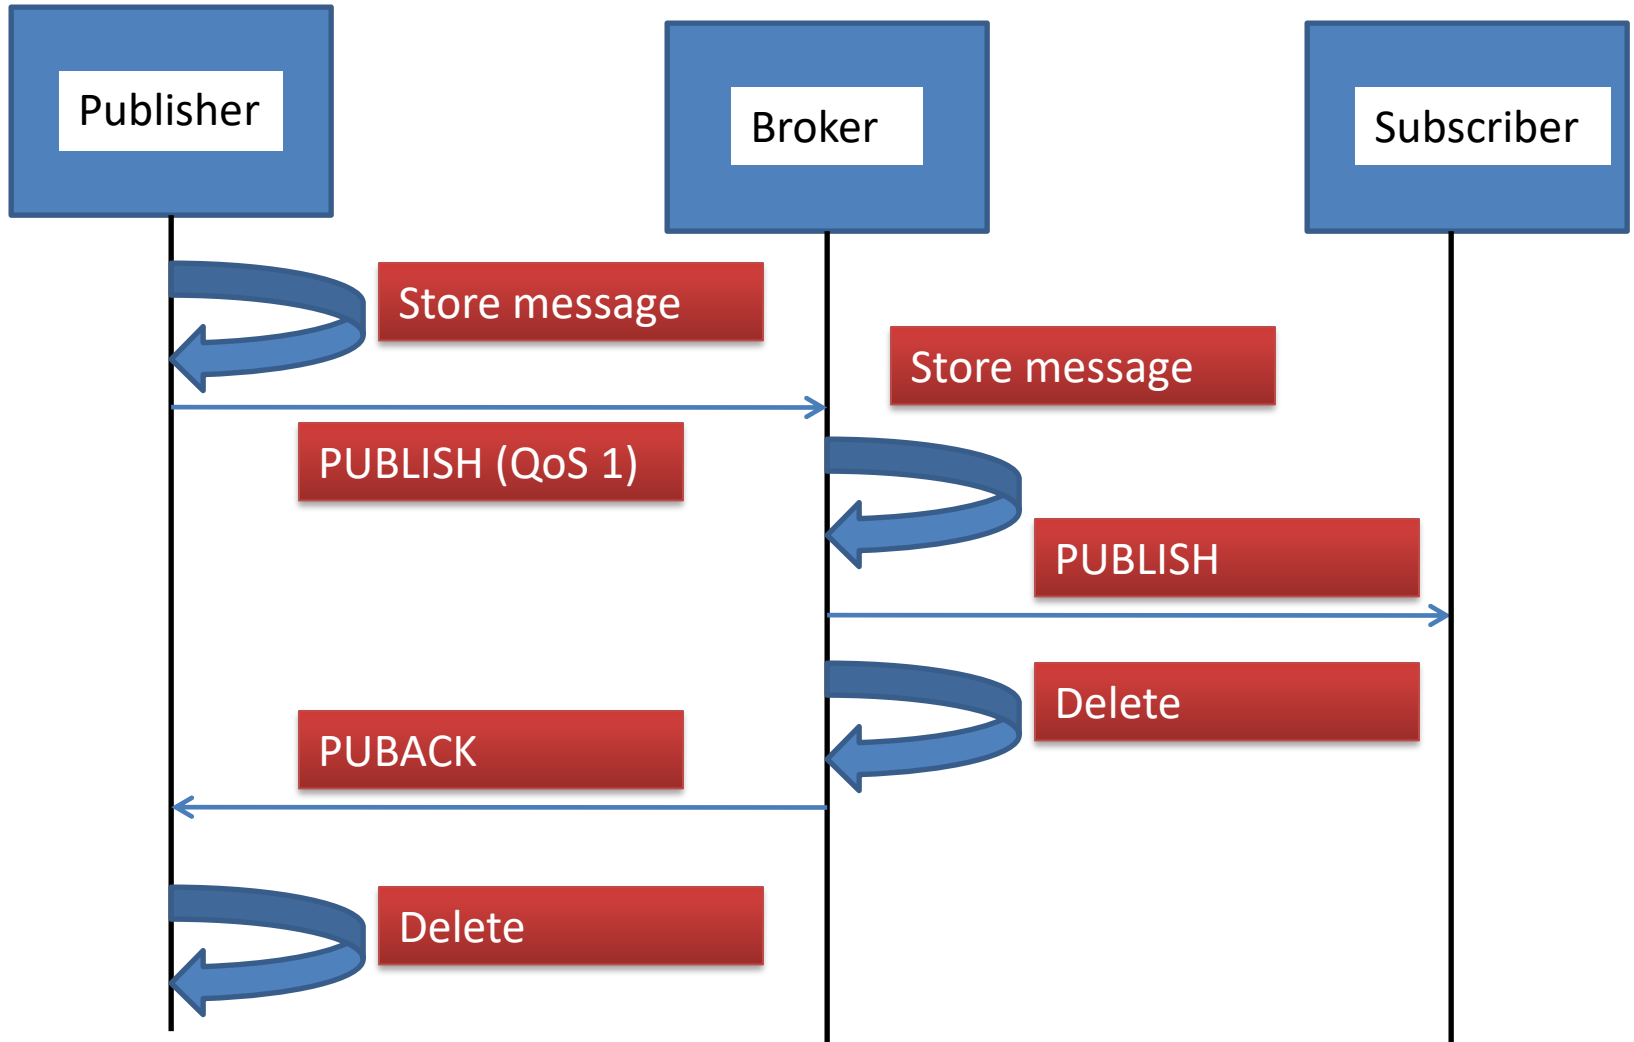 Publisher
Broker
Subscriber
Store message
Store message
PUBLISH (QoS 1)
PUBLISH
Delete
PUBACK
Delete